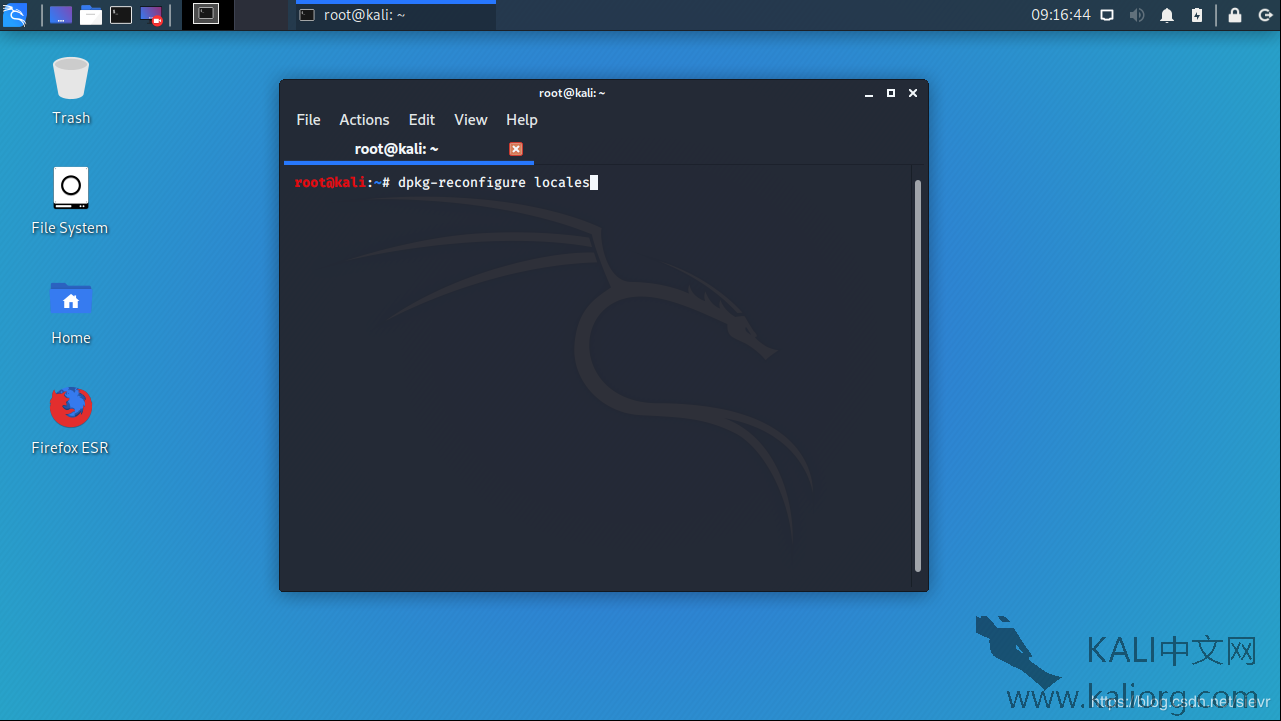 root@kali: ~
09:16:44
Trash
File System
Home
Firefox ESR
root@kali: ~
File Actions Edit View Help
root@kali: ~
root@kali:~# dpkg-reconfigure locales
KALI中文网
www.kaliorg.com
https://blog.csdn.net/sievr